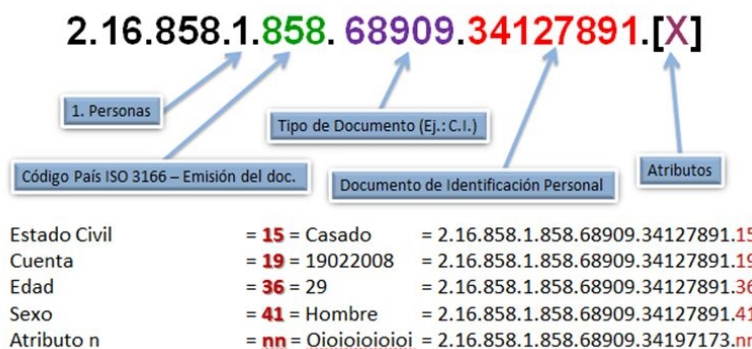 2.16.858.1.858. 68909.34127891.[X]
1. Personas
Tipo de Documento (Ej.: C.I.)
Código País ISO 3166 – Emisión del doc.
Documento de Identificación Personal
Atributos
Estado Civil = 15 = Casado = 2.16.858.1.858.68909.34127891.15
Cuenta = 19 = 19022008 = 2.16.858.1.858.68909.34127891.19
Edad = 36 = 29 = 2.16.858.1.858.68909.34127891.36
Sexo = 41 = Hombre = 2.16.858.1.858.68909.34127891.41
Atributo n = nn = Oioioioioioi = 2.16.858.1.858.68909.34197173.nn